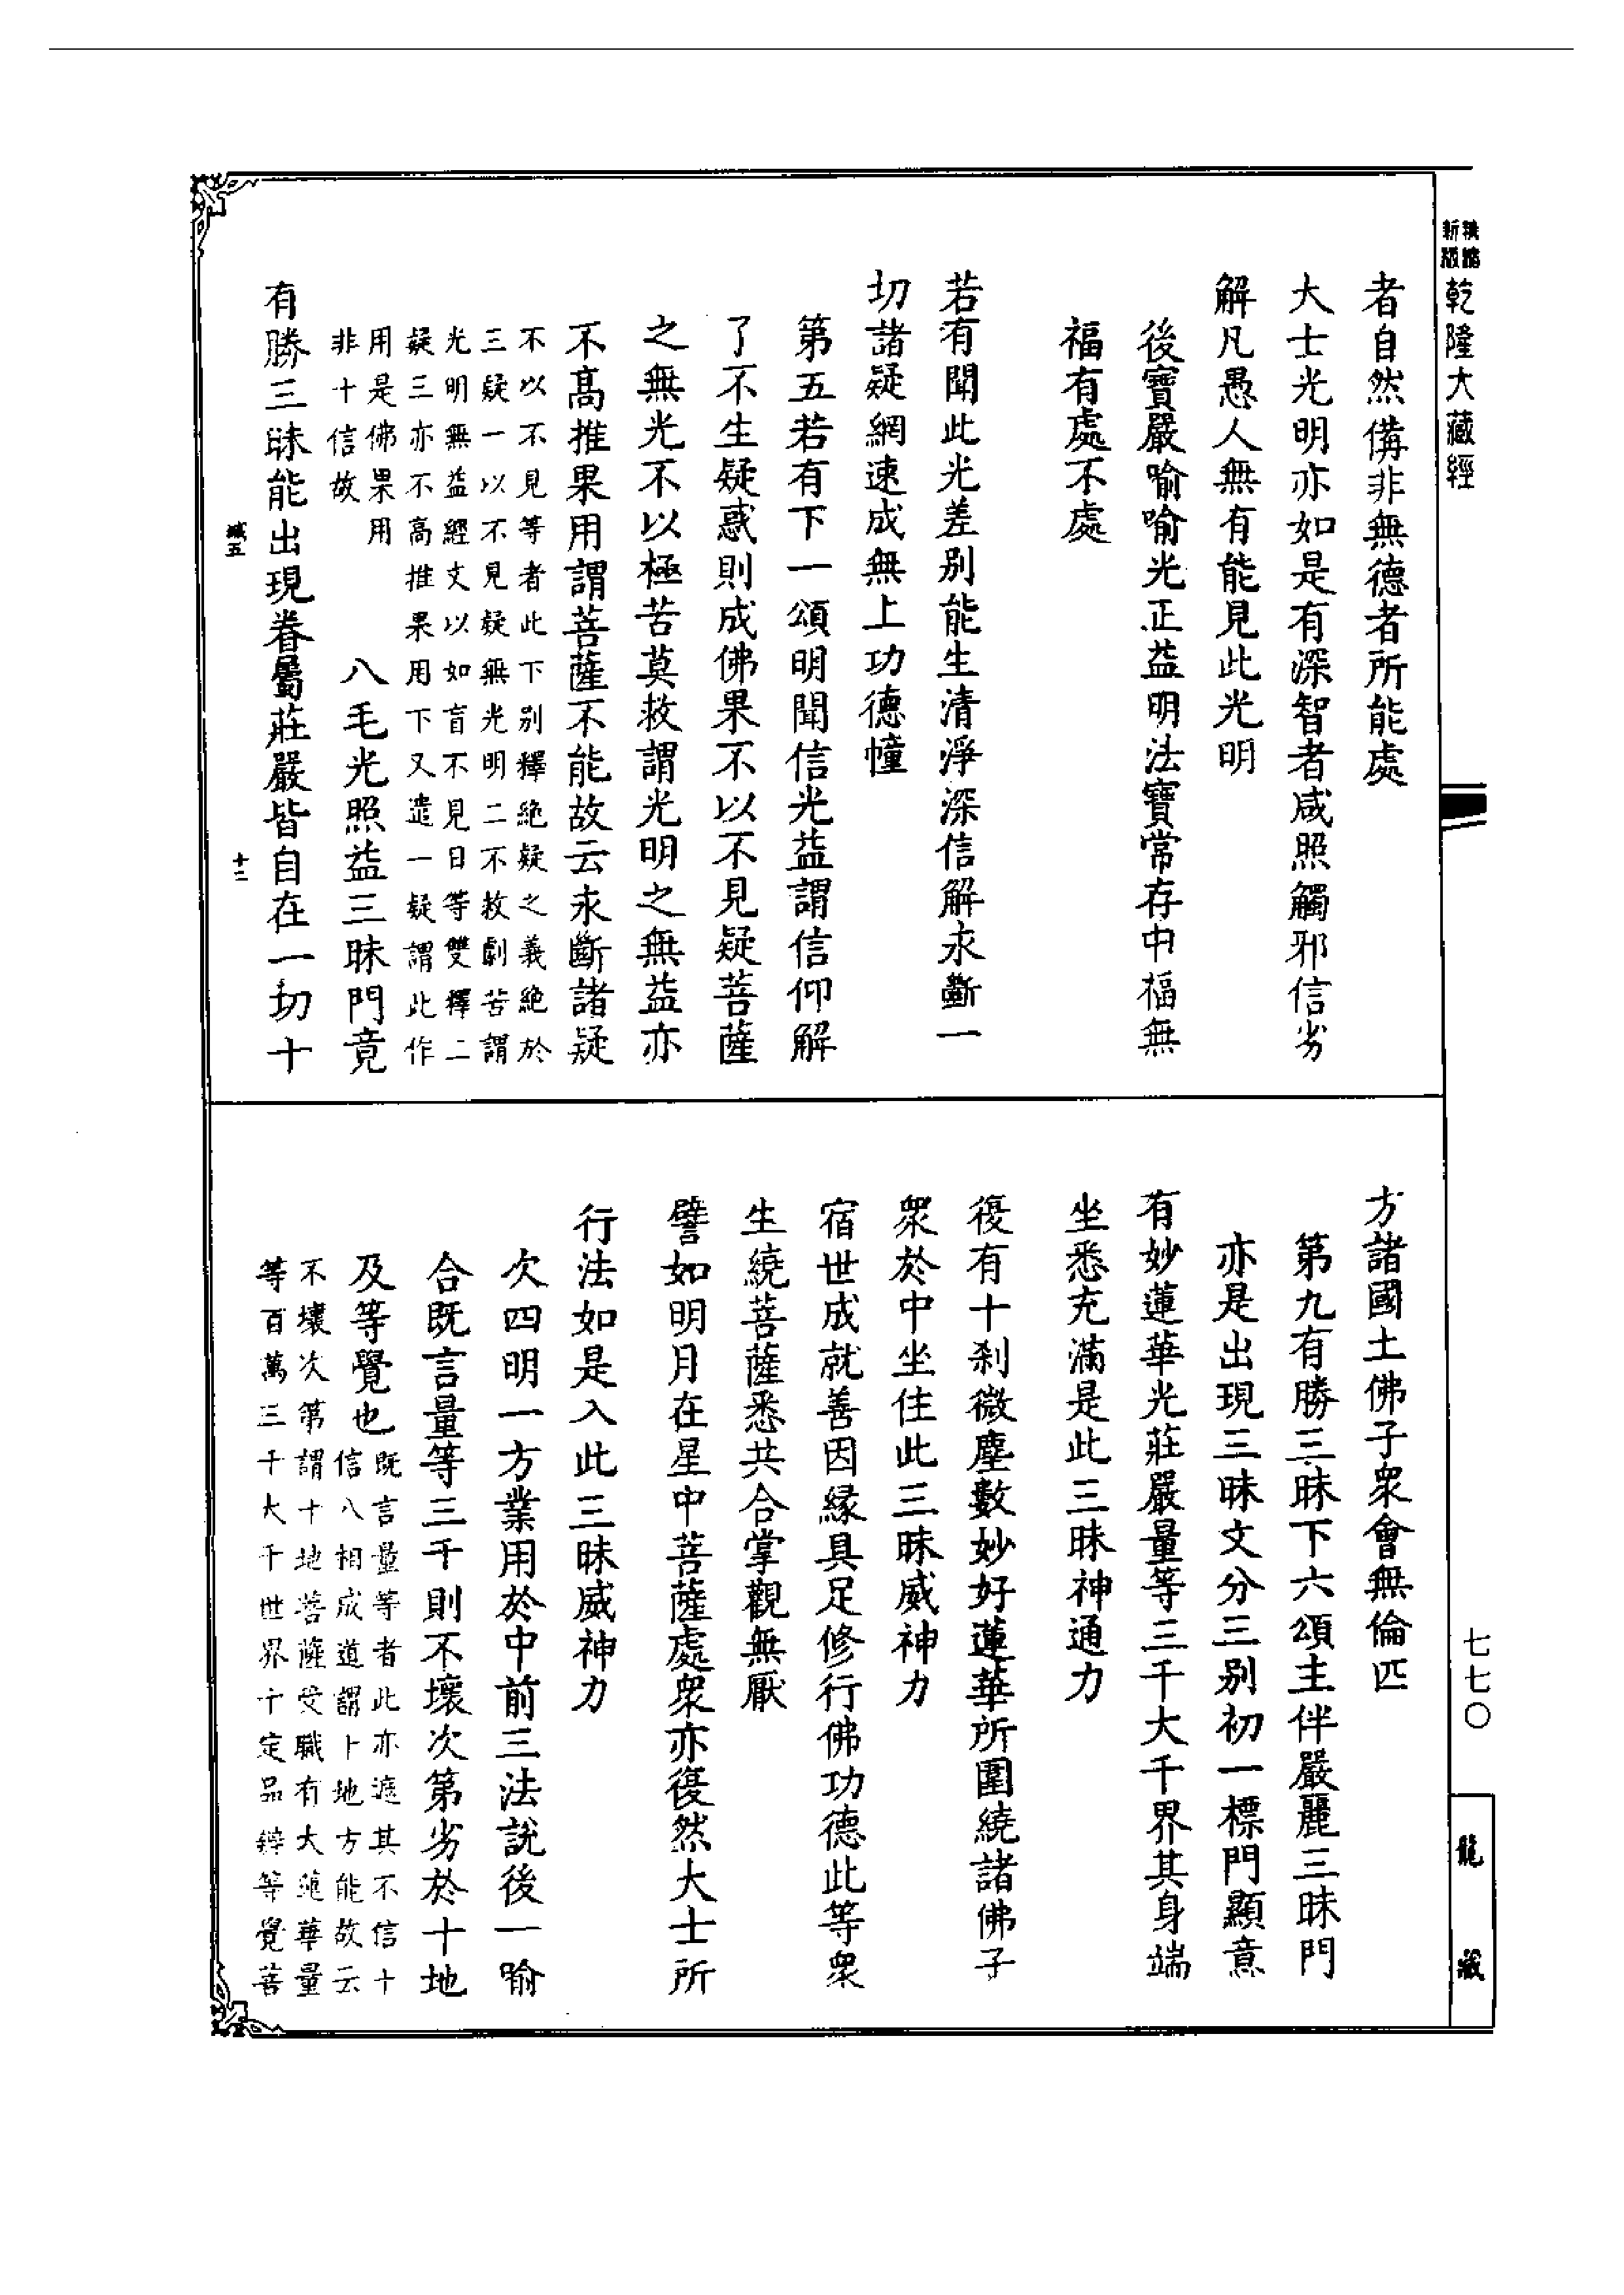 新版
乾隆大藏經
者自然備非無德者所能處
大士光明亦如是有深智者咸照觸邪信劣
解凡愚人無有能見此光明
後寶嚴喻喻光正益明法寶常存中福無
福有處不處
若有聞此光差別能生清淨深信解永斷一
切諸疑網速成無上功德幢
第五若有下一頌明聞信光益謂信仰解
了不生疑惑則成佛果不以不見疑菩薩
之無光不以極苦莫救謂光明之無益亦
不高推果用謂菩薩不能故云永斷諸疑
不以不見等者此下別釋絶疑之義絶於
三疑一以不見疑無光明二不救劇苦謂
光明無益經文以如盲不見日等雙釋二
疑三亦不高推果用下又遣一疑謂此作
用是佛果用
非十信故
八毛光照益三昧門竟
有勝三昧能出現眷屬莊嚴皆自在一切十
十二
方諸國土佛子衆會無倫匹
第九有勝三昧下六頌主伴嚴麗三昧門
亦是出現三昧文分三別初一標門顯意
有妙蓮華光莊嚴量等三千大千界其身端
坐悉充滿是此三昧神通力
復有十刹微塵數妙好蓮華所圍繞諸佛子
衆於中坐住此三昧威神力
宿世成就善因緣具足修行佛功德此等衆
生繞菩薩悉共合掌觀無厭
譬如明月在星中菩薩處衆亦復然大士所
行法如是入此三昧威神力
次四明一方業用於中前三法說後一喻
合既言量等三千則不壞次第劣於十地
及等覺也
既言量等者此亦遮其不信十
信八相成道謂十地方能故云
不壞次第謂十地菩薩受職有大蓮華量
等百萬三千大千世界十定品辯等覺菩
七七〇
龍藏